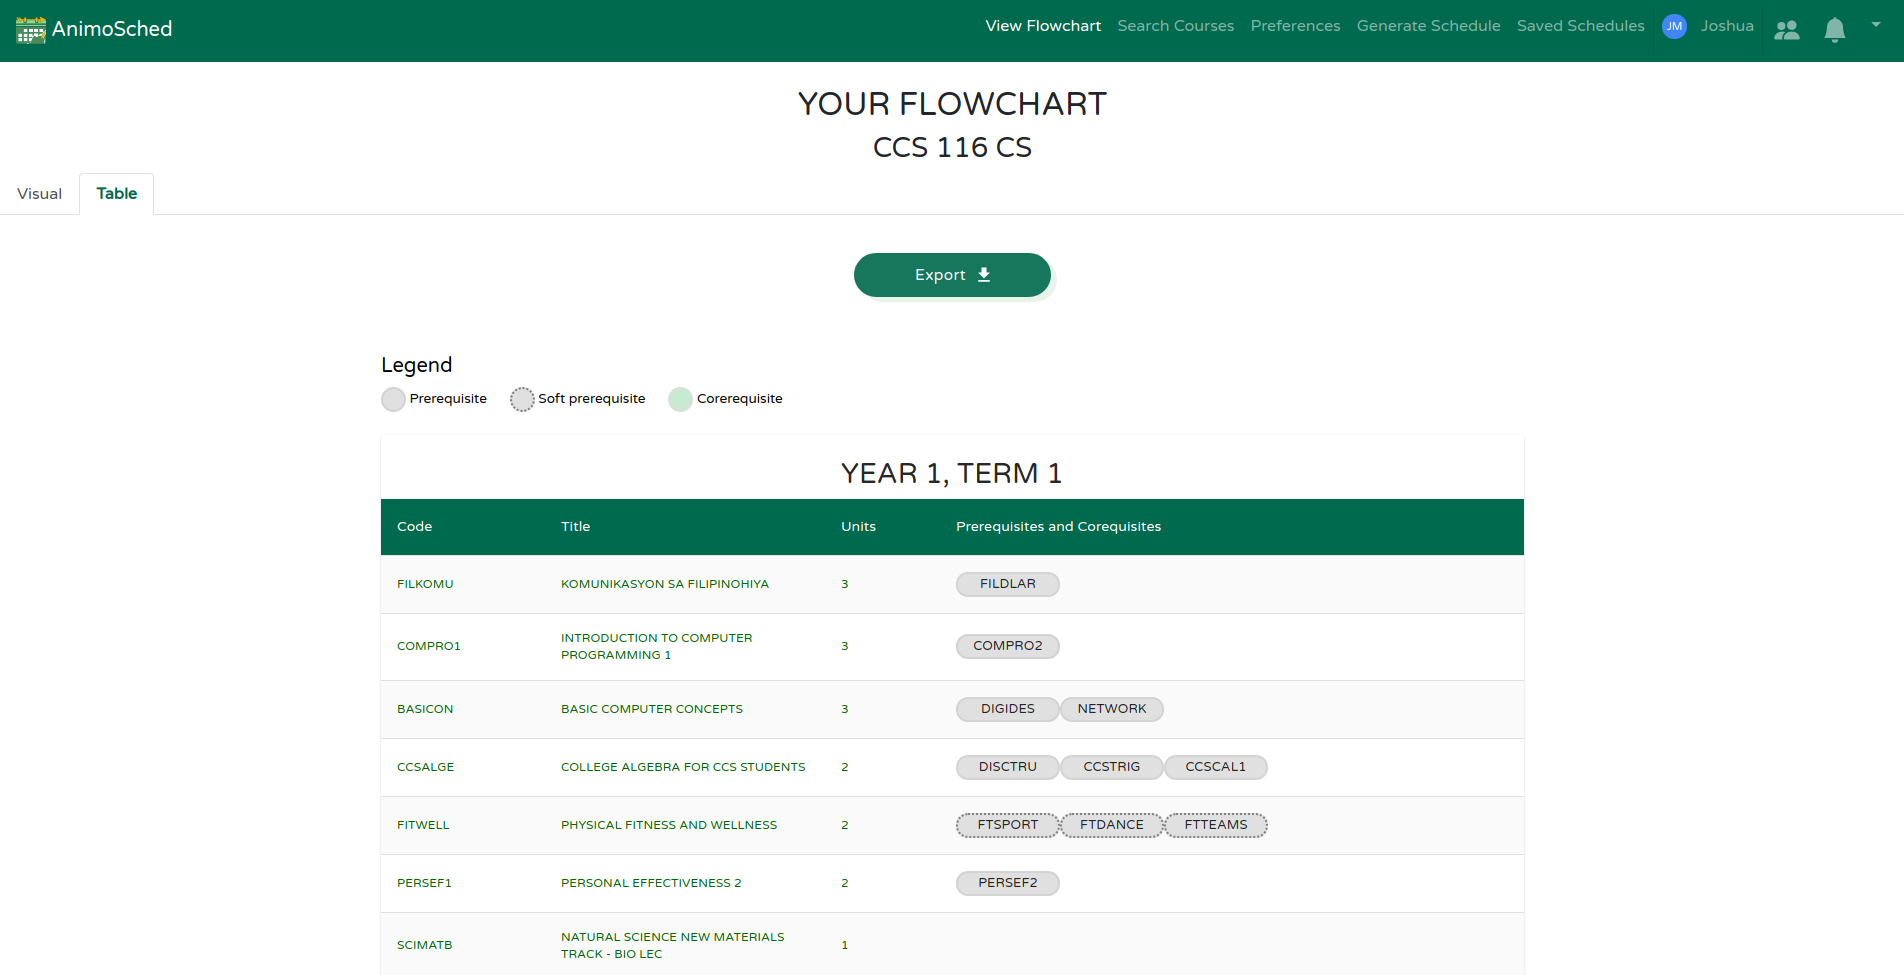 AnimoSched
View Flowchart Search Courses Preferences Generate Schedule Saved Schedules JM Joshua
YOUR FLOWCHART
CCS 116 CS
Visual Table
Export
Legend
Prerequisite Soft prerequisite Corerequisite
YEAR 1, TERM 1
Code Title Units Prerequisites and Corequisites
FILKOMU KOMUNIKASYON SA FILIPINOHIYA 3 FILDLAR
COMPRO1 INTRODUCTION TO COMPUTER
PROGRAMMING 1 3 COMPRO2
BASICON BASIC COMPUTER CONCEPTS 3 DIGIDES NETWORK
CCSALGE COLLEGE ALGEBRA FOR CCS STUDENTS 2 DISCTRU CCSTRIG CCSCAL1
FITWELL PHYSICAL FITNESS AND WELLNESS 2 FTSPORT FTDANCE FTTEAMS
PERSEF1 PERSONAL EFFECTIVENESS 2 2 PERSEF2
SCIMATB NATURAL SCIENCE NEW MATERIALS
TRACK - BIO LEC 1